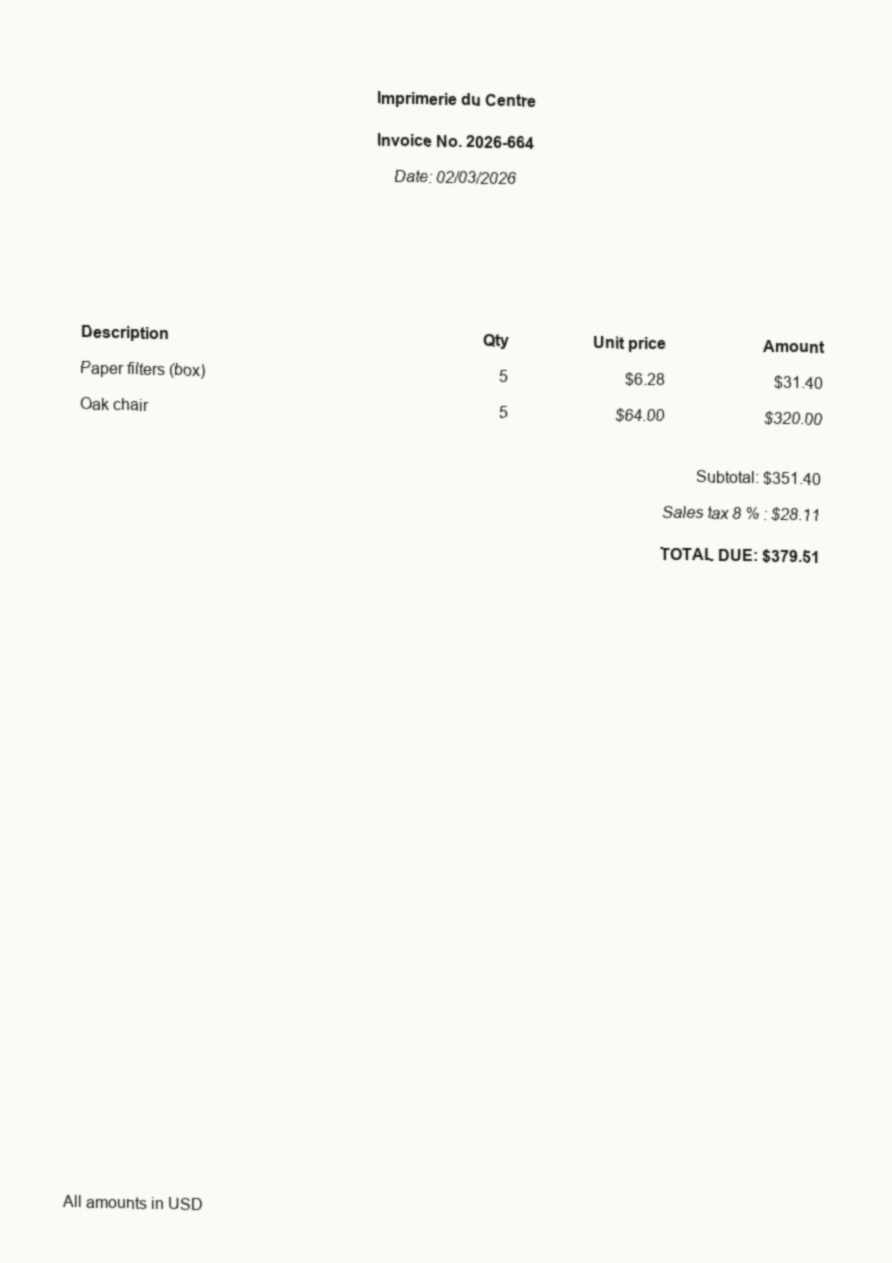 Imprimerie du Centre
Invoice No. 2026-664
Date: 02/03/2026
Description Qty Unit price Amount
Paper filters (box) 5 $6.28 $31.40
Oak chair 5 $64.00 $320.00
Subtotal: $351.40
Sales tax 8 % : $28.11
TOTAL DUE: $379.51
All amounts in USD